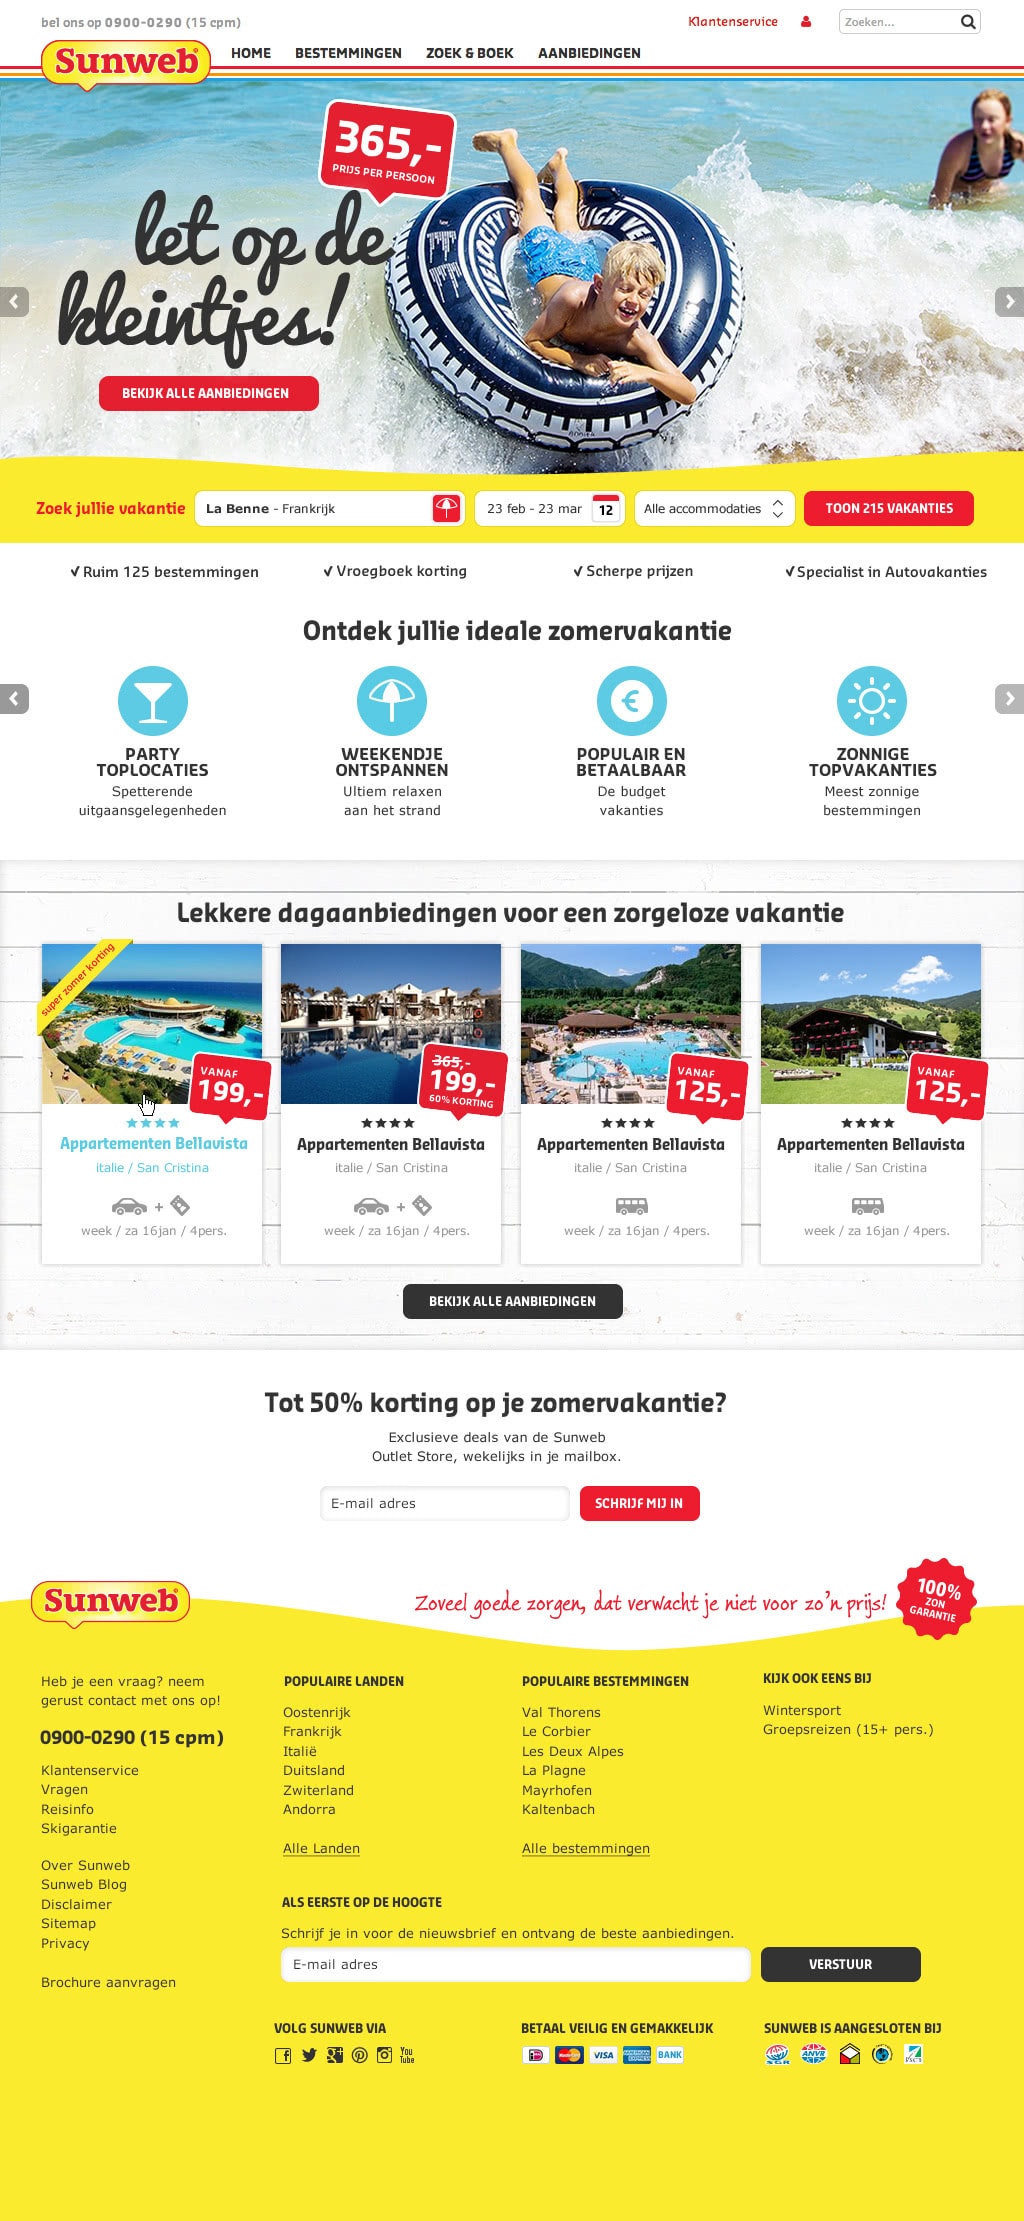 bel ons op 0900-0290 (15 cpm)
Klantenservice
Zoeken...
Sunweb
HOME BESTEMMINGEN ZOEK & BOEK AANBIEDINGEN
365,-
PRIJS PER PERSOON
let op de
kleintjes!
BEKIJK ALLE AANBIEDINGEN
Zoek jullie vakantie
La Benne - Frankrijk
23 feb - 23 mar
12
Alle accommodaties
TOON 215 VAKANTIES
Ruim 125 bestemmingen
Vroegboek korting
Scherpe prijzen
Specialist in Autovakanties
Ontdek jullie ideale zomervakantie
PARTY
TOPLOCATIES
Spetterende
uitgaansgelegenheden
WEEKENDJE
ONTSPANNEN
Ultiem relaxen
aan het strand
POPULAIR EN
BETAALBAAR
De budget
vakanties
ZONNIGE
TOPVAKANTIES
Meest zonnige
bestemmingen
Lekkere dagaanbiedingen voor een zorgeloze vakantie
super zomer korting
VANAF
199,-
Appartementen Bellavista
italie / San Cristina
+
week / za 16jan / 4pers.
365,-
199,-
60% KORTING
Appartementen Bellavista
italie / San Cristina
+
week / za 16jan / 4pers.
VANAF
125,-
Appartementen Bellavista
italie / San Cristina
week / za 16jan / 4pers.
VANAF
125,-
Appartementen Bellavista
italie / San Cristina
week / za 16jan / 4pers.
BEKIJK ALLE AANBIEDINGEN
Tot 50% korting op je zomervakantie?
Exclusieve deals van de Sunweb
Outlet Store, wekelijks in je mailbox.
E-mail adres
SCHRIJF MIJ IN
Sunweb
Zoveel goede zorgen, dat verwacht je niet voor zo'n prijs!
100%
ZON
GARANTIE
Heb je een vraag? neem
gerust contact met ons op!
0900-0290 (15 cpm)
Klantenservice
Vragen
Reisinfo
Skigarantie
Over Sunweb
Sunweb Blog
Disclaimer
Sitemap
Privacy
Brochure aanvragen
POPULAIRE LANDEN
Oostenrijk
Frankrijk
Italië
Duitsland
Zwiterland
Andorra
Alle Landen
POPULAIRE BESTEMMINGEN
Val Thorens
Le Corbier
Les Deux Alpes
La Plagne
Mayrhofen
Kaltenbach
Alle bestemmingen
KIJK OOK EENS BIJ
Wintersport
Groepsreizen (15+ pers.)
ALS EERSTE OP DE HOOGTE
Schrijf je in voor de nieuwsbrief en ontvang de beste aanbiedingen.
E-mail adres
VERSTUUR
VOLG SUNWEB VIA
You
Tube
BETAAL VEILIG EN GEMAKKELIJK
MasterCard
VISA
AMERICAN
EXPRESS
BANK
SUNWEB IS AANGESLOTEN BIJ
SGR
ANVR